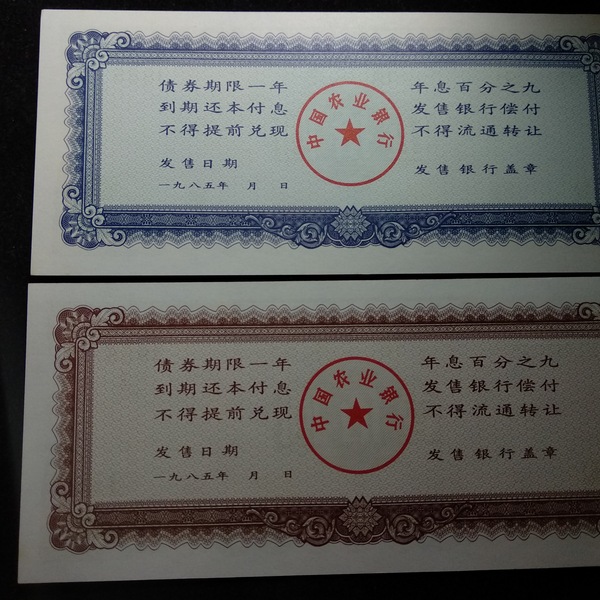 债券期限一年
到期还本付息
不得提前兑现
发售日期
一九八五年 月 日
中国农业银行
年息百分之九
发售银行偿付
不得流通转让
发售银行盖章
债券期限一年
到期还本付息
不得提前兑现
发售日期
一九八五年 月 日
中国农业银行
年息百分之九
发售银行偿付
不得流通转让
发售银行盖章